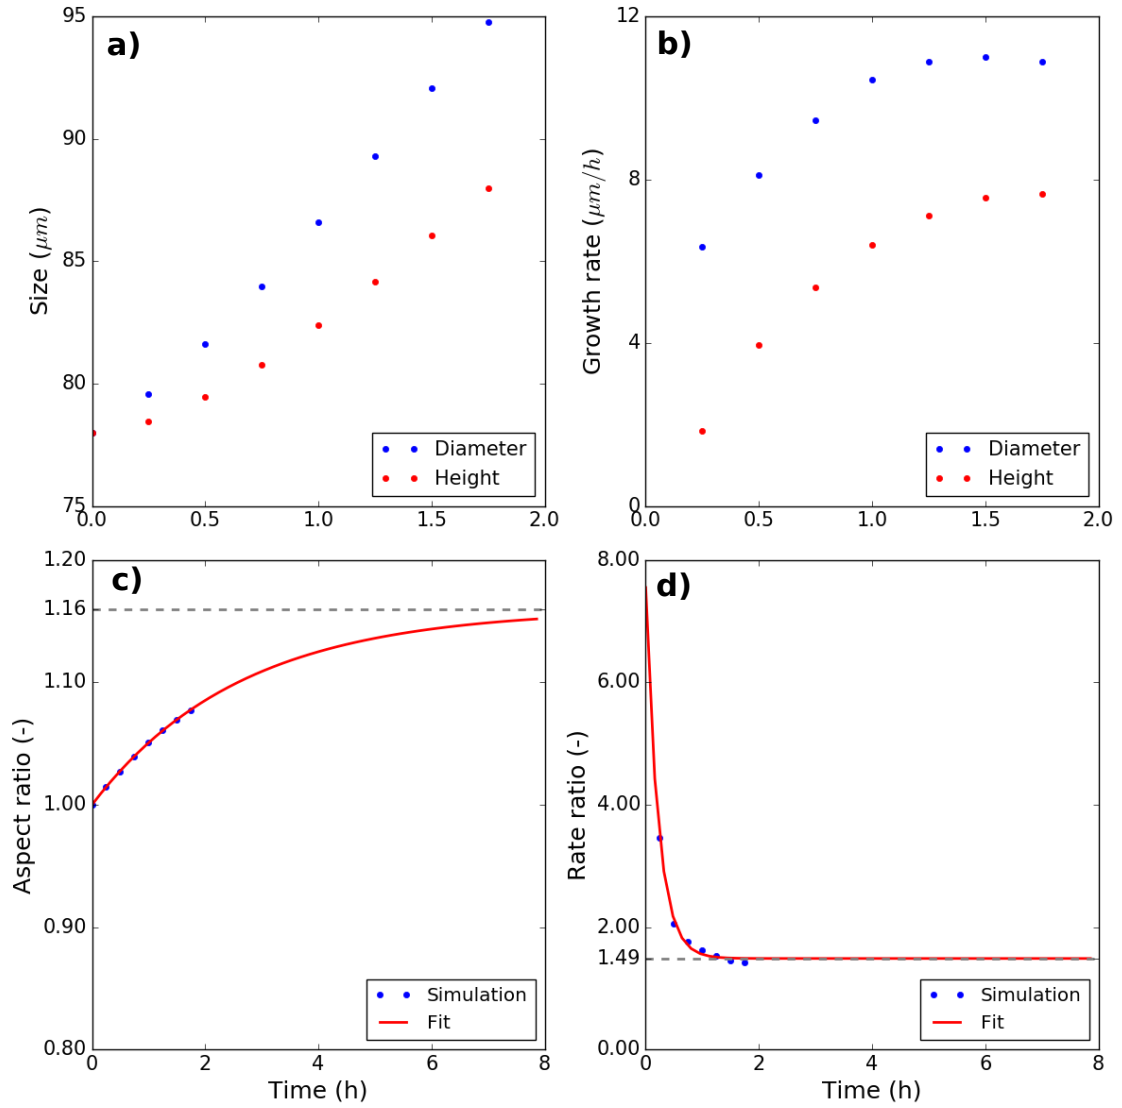 a)
95
90
85
80
75
Size (μm)
0.0 0.5 1.0 1.5 2.0
Diameter
Height
b)
12
8
4
0
Growth rate (μm/h)
0.0 0.5 1.0 1.5 2.0
Diameter
Height
c)
1.20
1.16
1.10
1.00
0.90
0.80
Aspect ratio (-)
0 2 4 6 8
Time (h)
Simulation
Fit
d)
8.00
6.00
4.00
2.00
1.49
0.00
Rate ratio (-)
0 2 4 6 8
Time (h)
Simulation
Fit